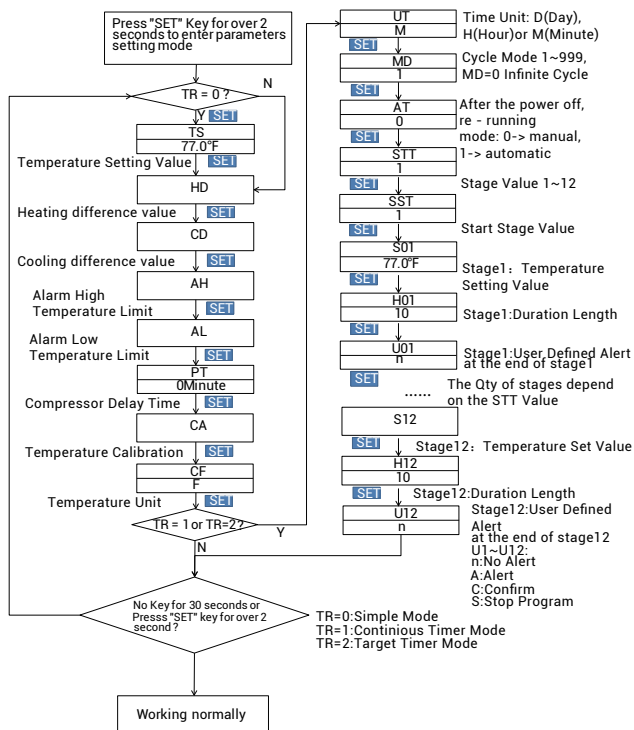 Press "SET" Key for over 2
seconds to enter parameters
setting mode
TR = 0 ?
N
Y
SET
TS
77.0°F
Temperature Setting Value
SET
HD
Heating difference value
SET
CD
Cooling difference value
SET
AH
Alarm High
Temperature Limit
SET
AL
Alarm Low
Temperature Limit
SET
PT
0Minute
Compressor Delay Time
SET
CA
Temperature Calibration
SET
CF
F
Temperature Unit
SET
TR = 1 or TR=2?
Y
N
No Key for 30 seconds or
Presss "SET" key for over 2
second ?
Working normally
UT
M
Time Unit: D(Day),
H(Hour)or M(Minute)
SET
MD
1
Cycle Mode 1~999,
MD=0 Infinite Cycle
SET
AT
0
After the power off,
re - running
mode: 0-> manual,
1-> automatic
SET
STT
1
SET
Stage Value 1~12
SST
1
SET
Start Stage Value
S01
77.0°F
Stage1: Temperature
Setting Value
SET
H01
10
Stage1:Duration Length
SET
U01
n
Stage1:User Defined Alert
at the end of stage1
SET
......
The Qty of stages depend
on the STT Value
S12
SET
Stage12: Temperature Set Value
H12
10
SET
Stage12:Duration Length
U12
n
Stage12:User Defined
Alert
at the end of stage12
U1~U12:
n:No Alert
A:Alert
C:Confirm
S:Stop Program
TR=0:Simple Mode
TR=1:Continious Timer Mode
TR=2:Target Timer Mode